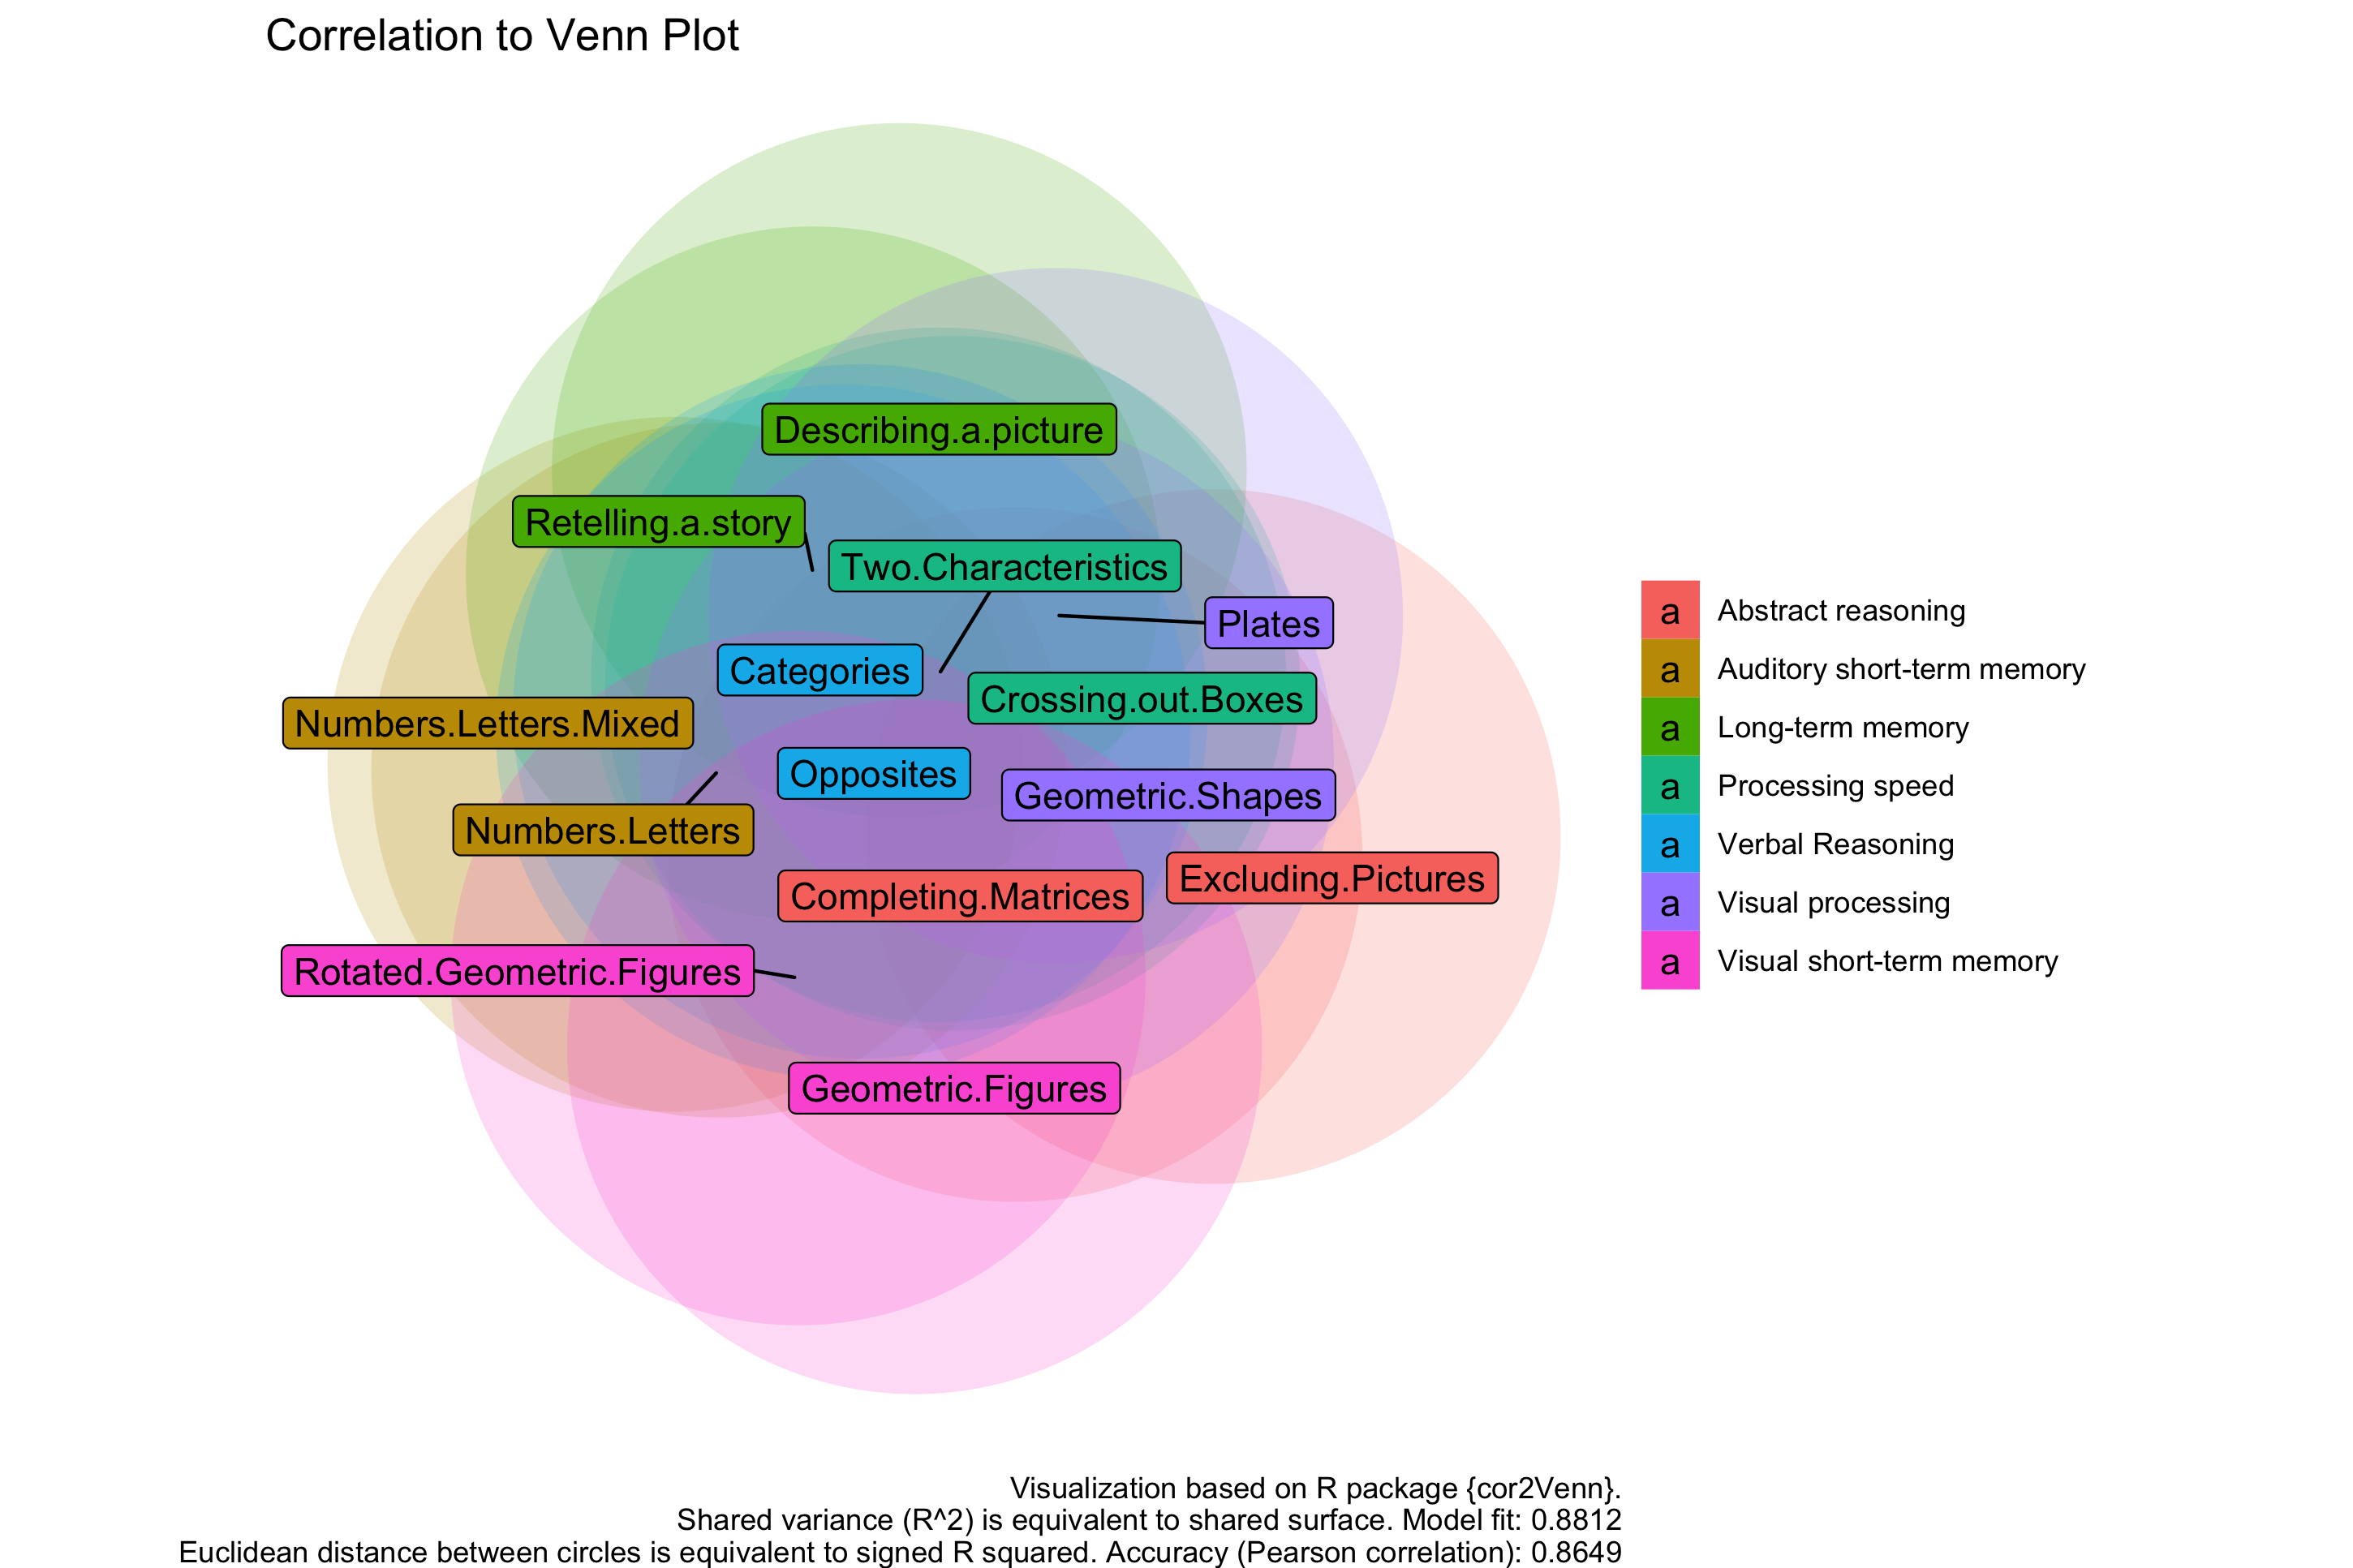 Correlation to Venn Plot
Describing.a.picture
Retelling.a.story
Two.Characteristics
Plates
Categories
Crossing.out.Boxes
Numbers.Letters.Mixed
Opposites
Geometric.Shapes
Numbers.Letters
Excluding.Pictures
Completing.Matrices
Rotated.Geometric.Figures
Geometric.Figures
a Abstract reasoning
a Auditory short-term memory
a Long-term memory
a Processing speed
a Verbal Reasoning
a Visual processing
a Visual short-term memory
Visualization based on R package {cor2Venn}.
Shared variance (R^2) is equivalent to shared surface. Model fit: 0.8812
Euclidean distance between circles is equivalent to signed R squared. Accuracy (Pearson correlation): 0.8649